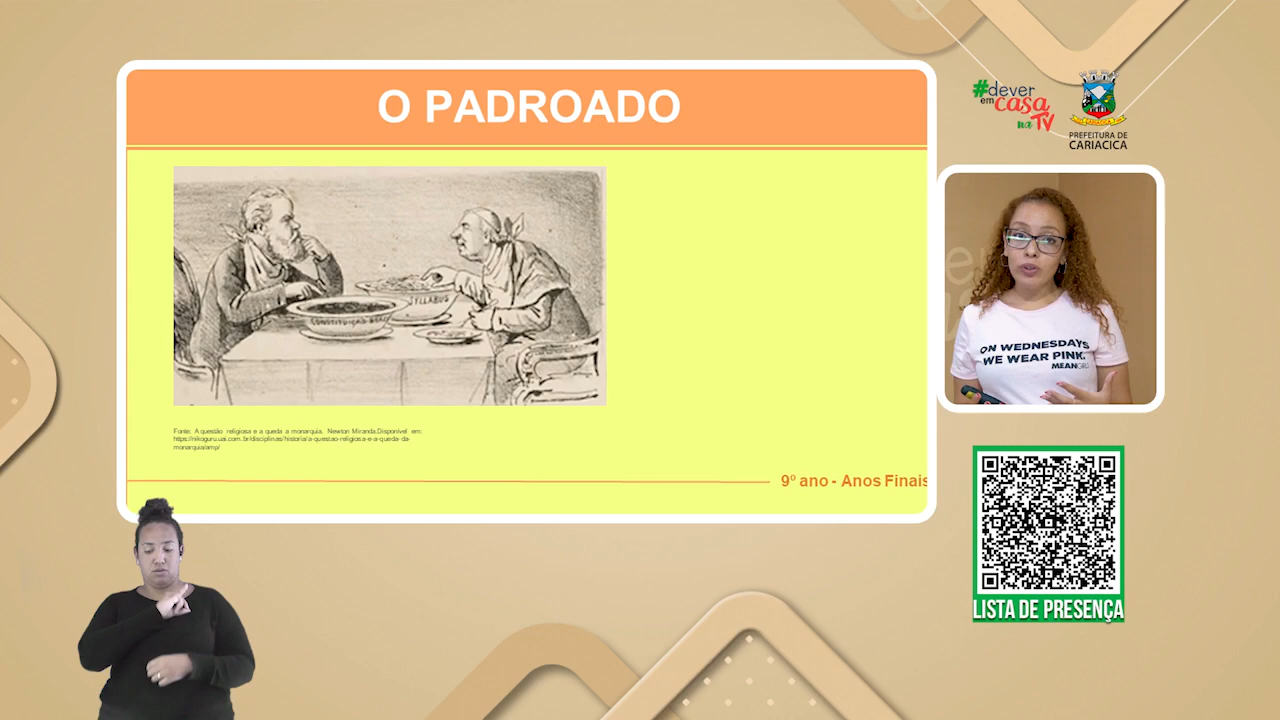 O PADROADO
#dever
em casa
na TV
PREFEITURA DE
CARIACICA
CONSTITUIÇÃO
SYLLABUS
ON WEDNESDAYS
WE WEAR PINK.
MEAN
Fonte: A questão religiosa e a queda a monarquia. Newton Miranda.Disponível em:
https://nikoguru.uai.com.br/disciplinas/historia/a-questao-religiosa-e-a-queda-da-
monarquia/amp/
9º ano - Anos Finais
LISTA DE PRESENÇA